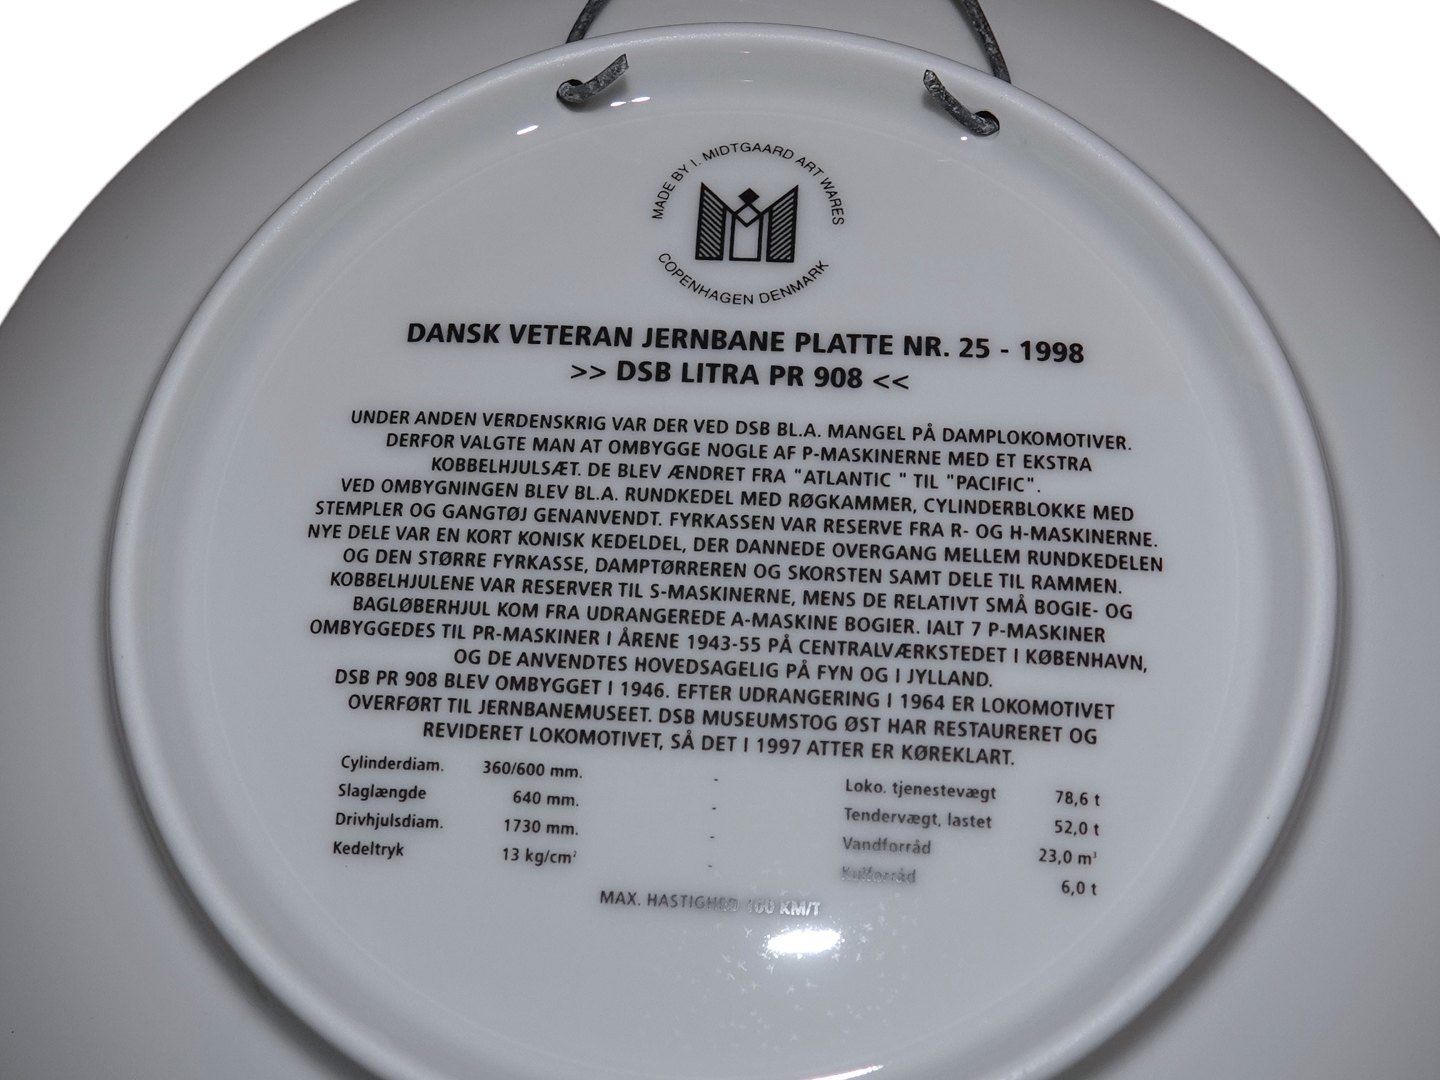 MADE BY I. MIDTGAARD ART WARES
COPENHAGEN DENMARK
DANSK VETERAN JERNBANE PLATTE NR. 25 - 1998
>> DSB LITRA PR 908 <<
UNDER ANDEN VERDENSKRIG VAR DER VED DSB BL.A. MANGEL PÅ DAMPLOKOMOTIVER.
DERFOR VALGTE MAN AT OMBYGGE NOGLE AF P-MASKINERNE MED ET EKSTRA
KOBBELHJULSÆT. DE BLEV ÆNDRET FRA "ATLANTIC " TIL "PACIFIC".
VED OMBYGNINGEN BLEV BL.A. RUNDKEDEL MED RØGKAMMER, CYLINDERBLOKKE MED
STEMPLER OG GANGTØJ GENANVENDT. FYRKASSEN VAR RESERVE FRA R- OG H-MASKINERNE.
NYE DELE VAR EN KORT KONISK KEDELDEL, DER DANNEDE OVERGANG MELLEM RUNDKEDELEN
OG DEN STØRRE FYRKASSE, DAMPTØRREREN OG SKORSTEN SAMT DELE TIL RAMMEN.
KOBBELHJULENE VAR RESERVER TIL S-MASKINERNE, MENS DE RELATIVT SMÅ BOGIE- OG
BAGLØBERHJUL KOM FRA UDRANGEREDE A-MASKINE BOGIER. IALT 7 P-MASKINER
OMBYGGEDES TIL PR-MASKINER I ÅRENE 1943-55 PÅ CENTRALVÆRKSTEDET I KØBENHAVN,
OG DE ANVENDTES HOVEDSAGELIG PÅ FYN OG I JYLLAND.
DSB PR 908 BLEV OMBYGGET I 1946. EFTER UDRANGERING I 1964 ER LOKOMOTIVET
OVERFØRT TIL JERNBANEMUSEET. DSB MUSEUMSTOG ØST HAR RESTAURERET OG
REVIDERET LOKOMOTIVET, SÅ DET I 1997 ATTER ER KØREKLART.
Cylinderdiam. 360/600 mm. - Loko. tjenestevægt 78,6 t
Slaglængde 640 mm. - Tendervægt, lastet 52,0 t
Drivhjulsdiam. 1730 mm. - Vandforråd 23,0 m³
Kedeltryk 13 kg/cm² - Kulforråd 6,0 t
MAX. HASTIGHED 100 KM/T